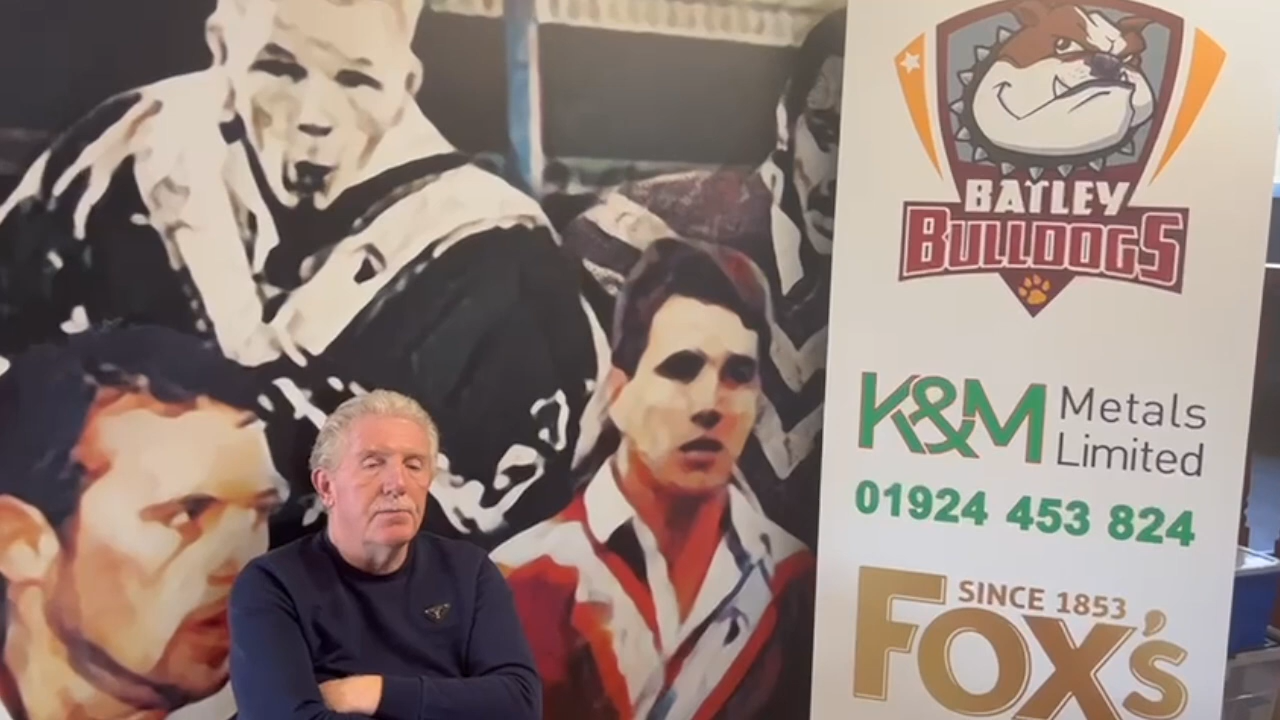 BATLEY
BULLDOGS
K&M Metals
Limited
01924 453 824
SINCE 1853
FOX's